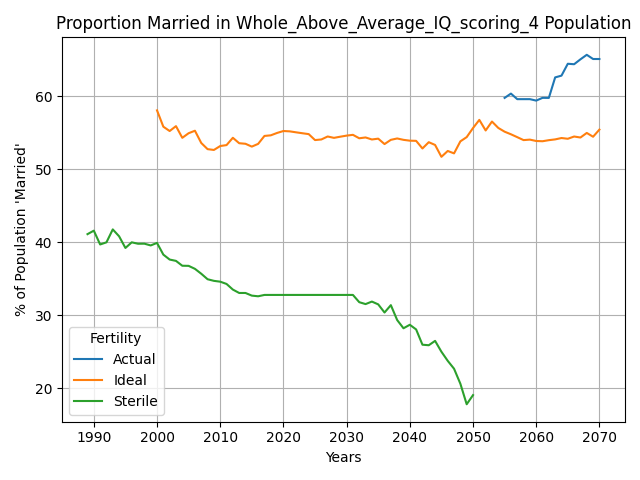 Proportion Married in Whole_Above_Average_IQ_scoring_4 Population
% of Population 'Married'
60
50
40
30
20
Fertility
Actual
Ideal
Sterile
1990 2000 2010 2020 2030 2040 2050 2060 2070
Years